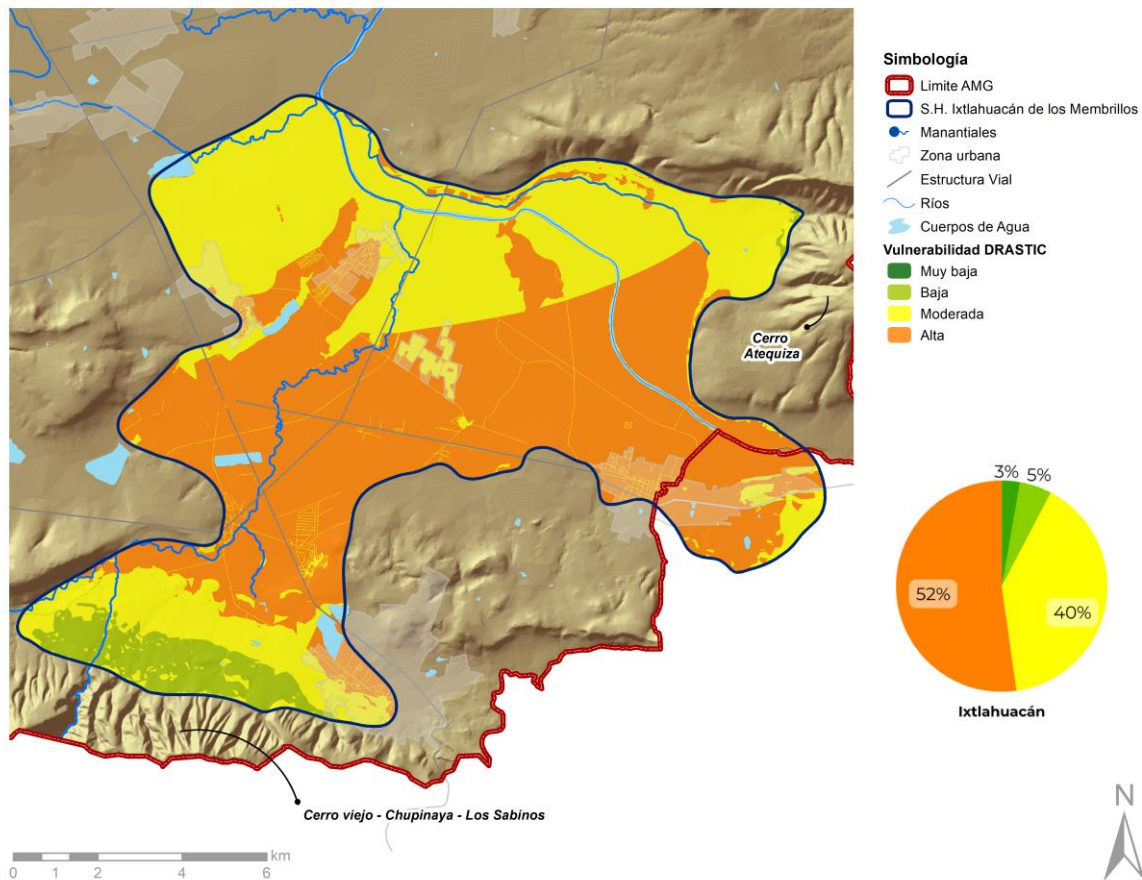 Simbología
Limite AMG
S.H. Ixtlahuacán de los Membrillos
Manantiales
Zona urbana
Estructura Vial
Ríos
Cuerpos de Agua
Vulnerabilidad DRASTIC
Muy baja
Baja
Moderada
Alta
Cerro
Atequiza
3% 5%
52%
40%
Ixtlahuacán
Cerro viejo - Chupinaya - Los Sabinos
N
km
0 1 2 4 6